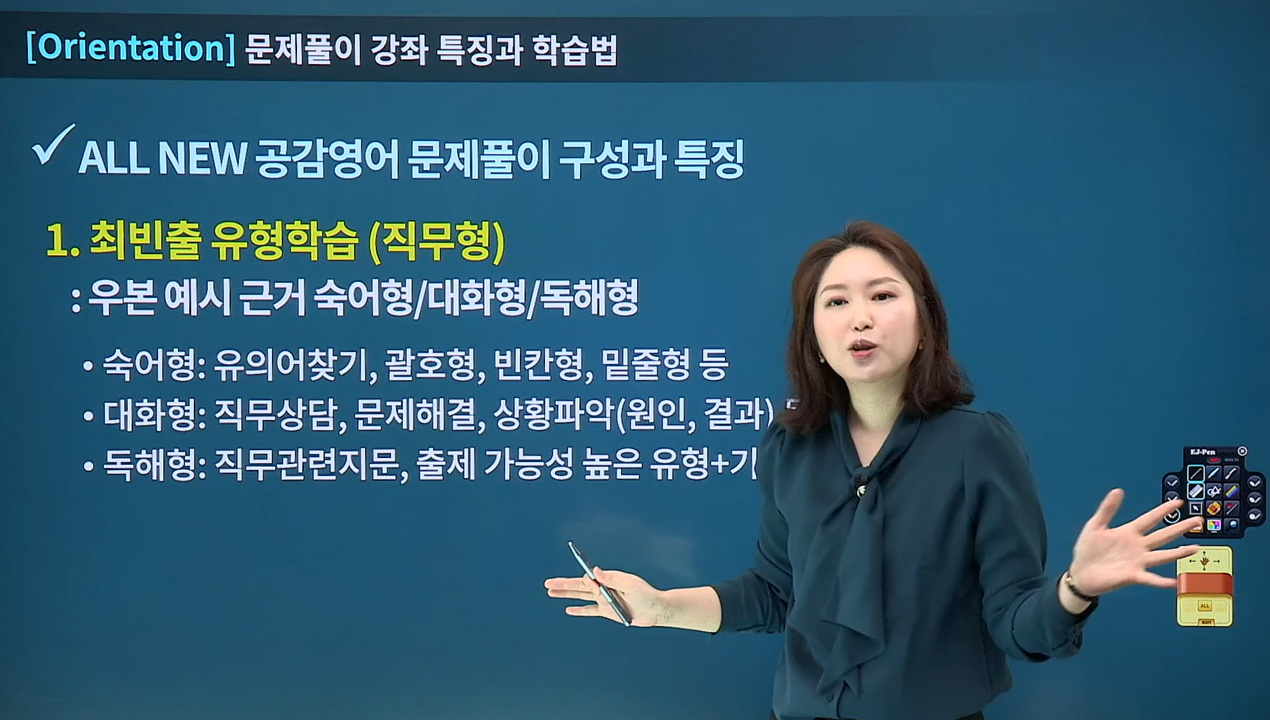 [Orientation] 문제풀이 강좌 특징과 학습법
ALL NEW 공감영어 문제풀이 구성과 특징
1. 최빈출 유형학습 (직무형)
: 우본 예시 근거 숙어형/대화형/독해형
• 숙어형: 유의어찾기, 괄호형, 빈칸형, 밑줄형 등
• 대화형: 직무상담, 문제해결, 상황파악(원인, 결과)
• 독해형: 직무관련지문, 출제 가능성 높은 유형+기
EJ-Pen
ALL
EXIT